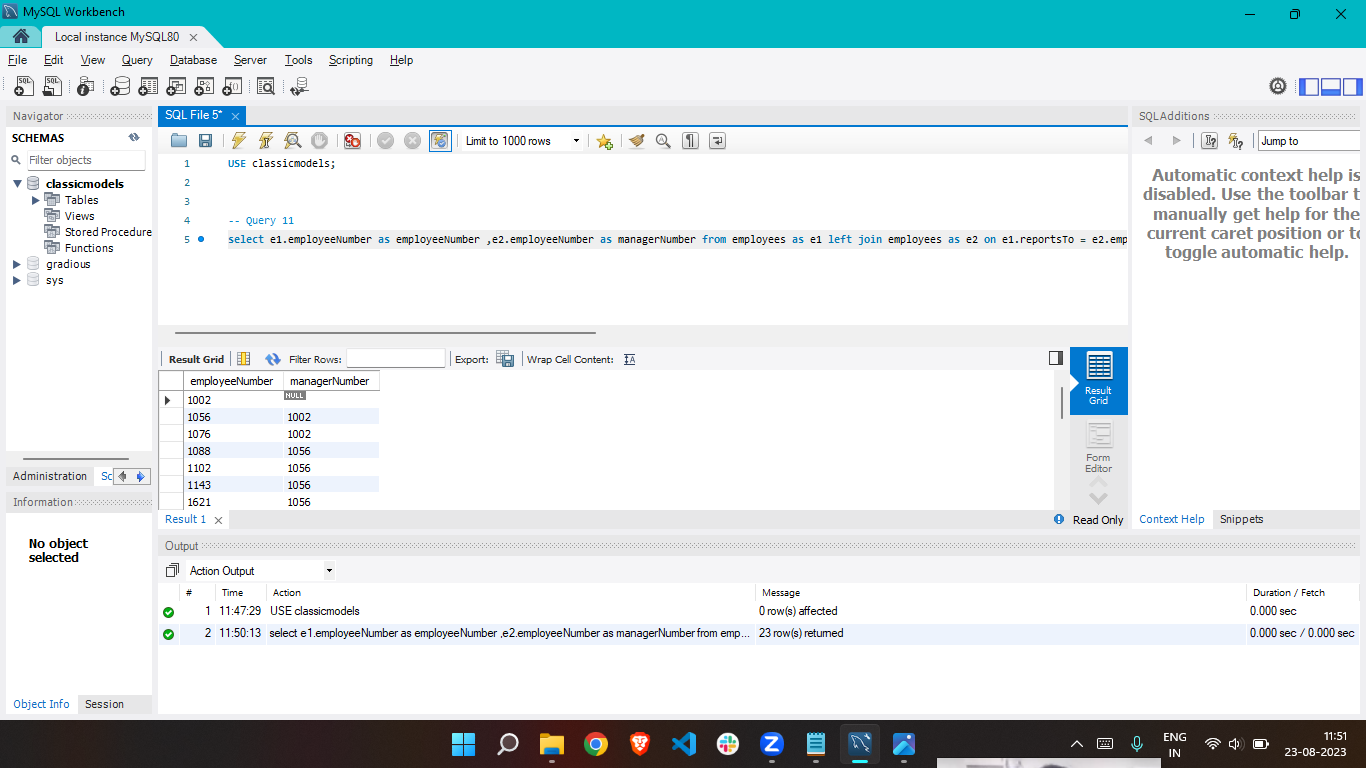 MySQL Workbench
Local instance MySQL80
File Edit View Query Database Server Tools Scripting Help
Navigator
SCHEMAS
Filter objects
classicmodels
Tables
Views
Stored Procedure
Functions
gradious
sys
Administration Sc
Information
No object
selected
Object Info Session
SQL File 5*
Limit to 1000 rows
1 USE classicmodels;
2
3
4 -- Query 11
5 select e1.employeeNumber as employeeNumber ,e2.employeeNumber as managerNumber from employees as e1 left join employees as e2 on e1.reportsTo = e2.emp
Result Grid Filter Rows: Export: Wrap Cell Content:
employeeNumber managerNumber
1002 NULL
1056 1002
1076 1002
1088 1056
1102 1056
1143 1056
1621 1056
Result Grid
Form Editor
Result 1
Read Only
SQLAdditions
Jump to
Automatic context help is
disabled. Use the toolbar t
manually get help for the
current caret position or to
toggle automatic help.
Context Help Snippets
Output
Action Output
# Time Action Message Duration / Fetch
1 11:47:29 USE classicmodels 0 row(s) affected 0.000 sec
2 11:50:13 select e1.employeeNumber as employeeNumber ,e2.employeeNumber as managerNumber from emp... 23 row(s) returned 0.000 sec / 0.000 sec
ENG
IN
11:51
23-08-2023